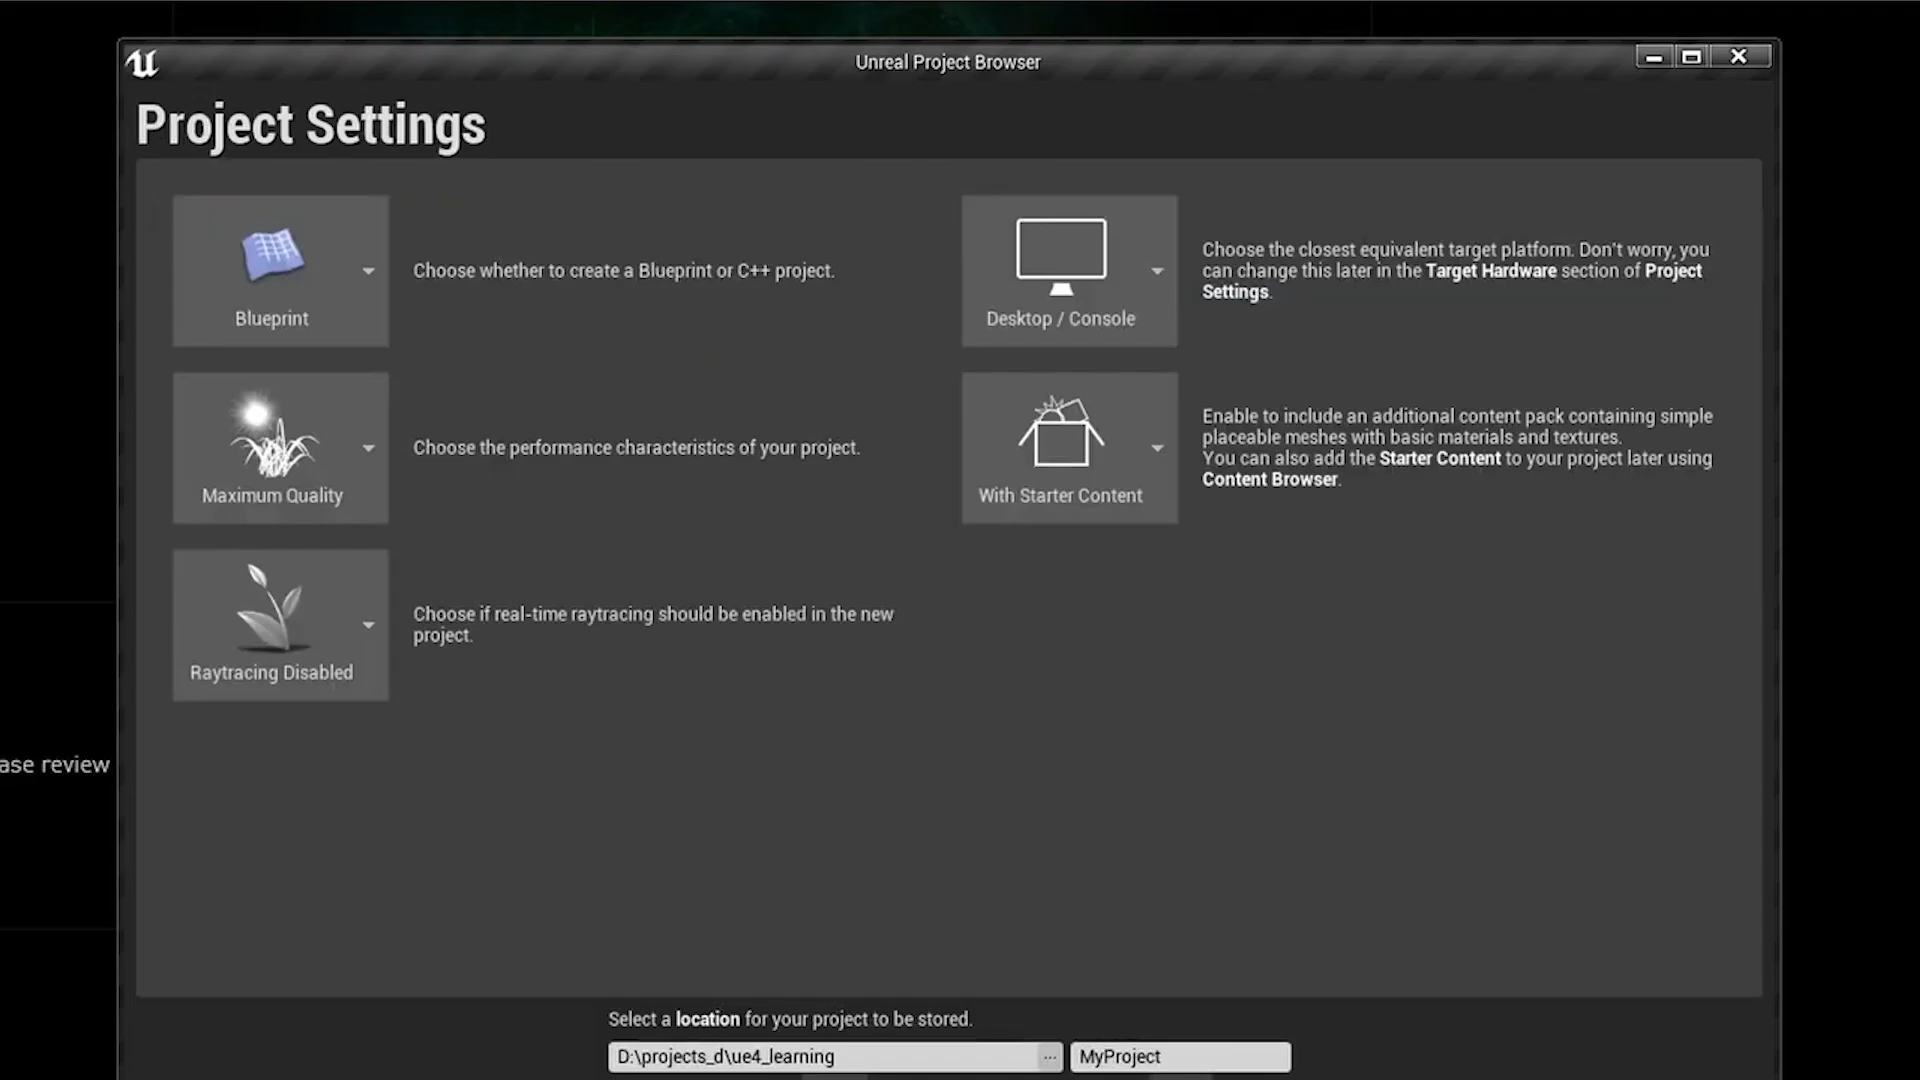 Unreal Project Browser
Project Settings
Blueprint
Choose whether to create a Blueprint or C++ project.
Desktop / Console
Choose the closest equivalent target platform. Don't worry, you
can change this later in the Target Hardware section of Project
Settings.
Maximum Quality
Choose the performance characteristics of your project.
With Starter Content
Enable to include an additional content pack containing simple
placeable meshes with basic materials and textures.
You can also add the Starter Content to your project later using
Content Browser.
Raytracing Disabled
Choose if real-time raytracing should be enabled in the new
project.
ase review
Select a location for your project to be stored.
D:\projects_d\ue4_learning
...
MyProject